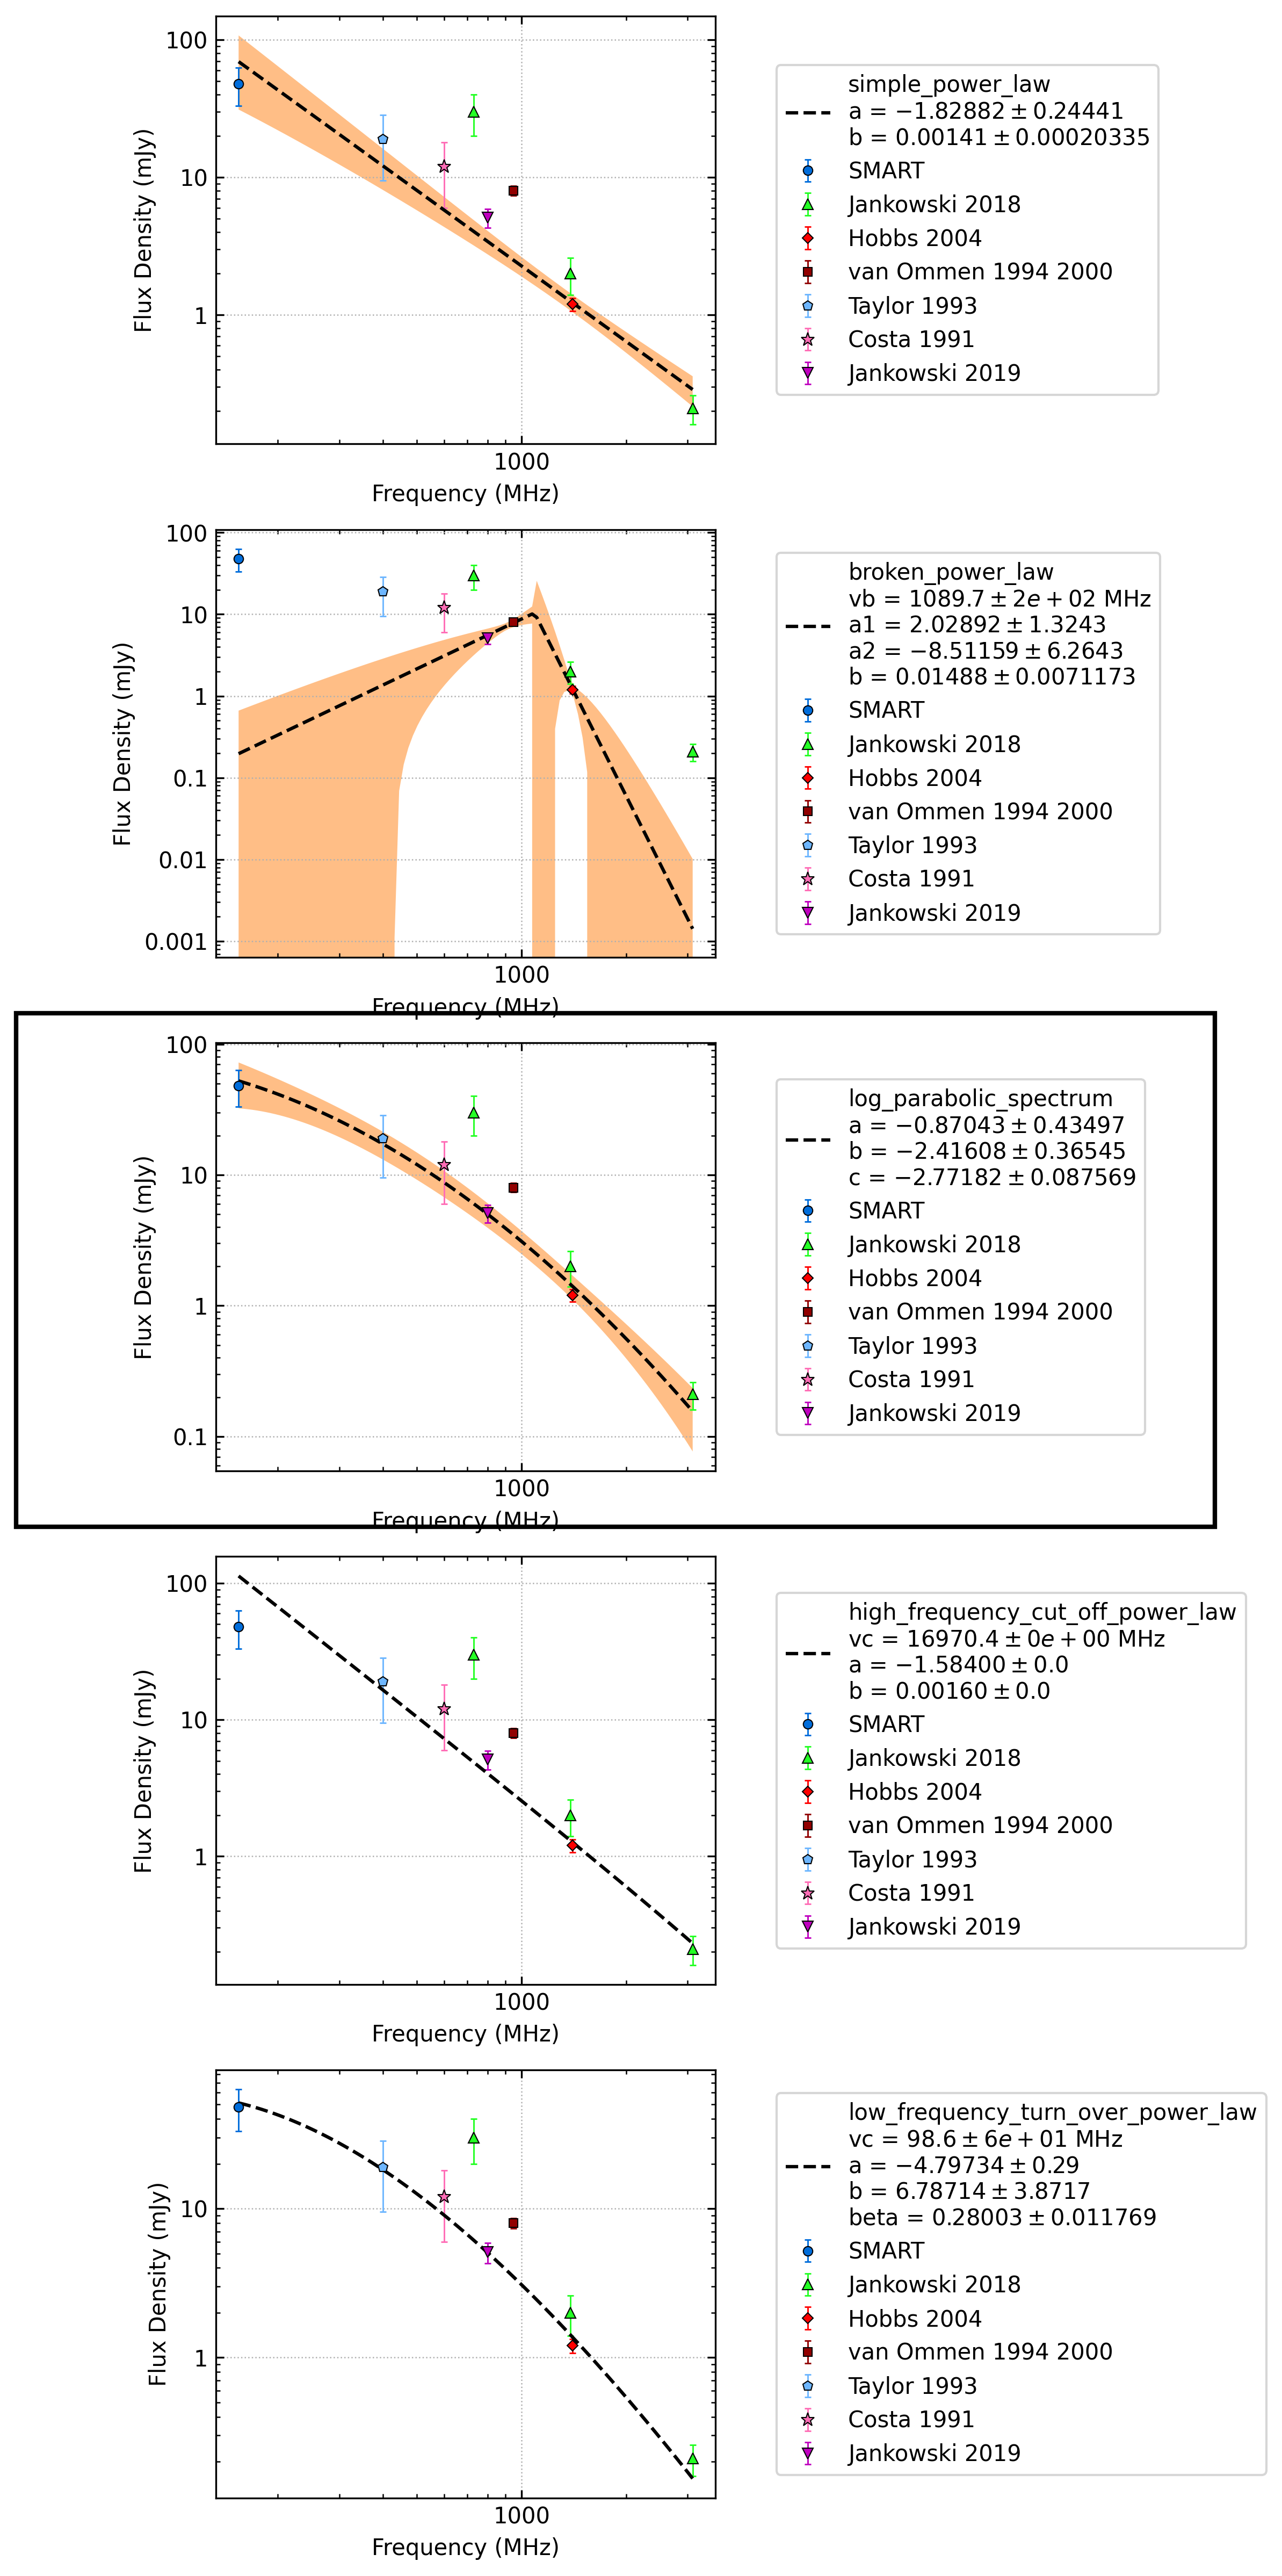 100
10
1
Flux Density (mJy)
1000
Frequency (MHz)
simple_power_law
a = −1.82882 ± 0.24441
b = 0.00141 ± 0.00020335
SMART
Jankowski 2018
Hobbs 2004
van Ommen 1994 2000
Taylor 1993
Costa 1991
Jankowski 2019
100
10
1
0.1
0.01
0.001
Flux Density (mJy)
1000
Frequency (MHz)
broken_power_law
vb = 1089.7 ± 2e + 02 MHz
a1 = 2.02892 ± 1.3243
a2 = −8.51159 ± 6.2643
b = 0.01488 ± 0.0071173
SMART
Jankowski 2018
Hobbs 2004
van Ommen 1994 2000
Taylor 1993
Costa 1991
Jankowski 2019
100
10
1
0.1
Flux Density (mJy)
1000
Frequency (MHz)
log_parabolic_spectrum
a = −0.87043 ± 0.43497
b = −2.41608 ± 0.36545
c = −2.77182 ± 0.087569
SMART
Jankowski 2018
Hobbs 2004
van Ommen 1994 2000
Taylor 1993
Costa 1991
Jankowski 2019
100
10
1
Flux Density (mJy)
1000
Frequency (MHz)
high_frequency_cut_off_power_law
vc = 16970.4 ± 0e + 00 MHz
a = −1.58400 ± 0.0
b = 0.00160 ± 0.0
SMART
Jankowski 2018
Hobbs 2004
van Ommen 1994 2000
Taylor 1993
Costa 1991
Jankowski 2019
10
1
Flux Density (mJy)
1000
Frequency (MHz)
low_frequency_turn_over_power_law
vc = 98.6 ± 6e + 01 MHz
a = −4.79734 ± 0.29
b = 6.78714 ± 3.8717
beta = 0.28003 ± 0.011769
SMART
Jankowski 2018
Hobbs 2004
van Ommen 1994 2000
Taylor 1993
Costa 1991
Jankowski 2019